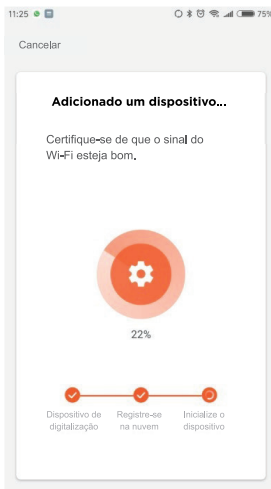 11:25
75%
Cancelar
Adicionado um dispositivo...
Certifique-se de que o sinal do
Wi-Fi esteja bom.
22%
Dispositivo de digitalização
Registre-se na nuvem
Inicialize o dispositivo